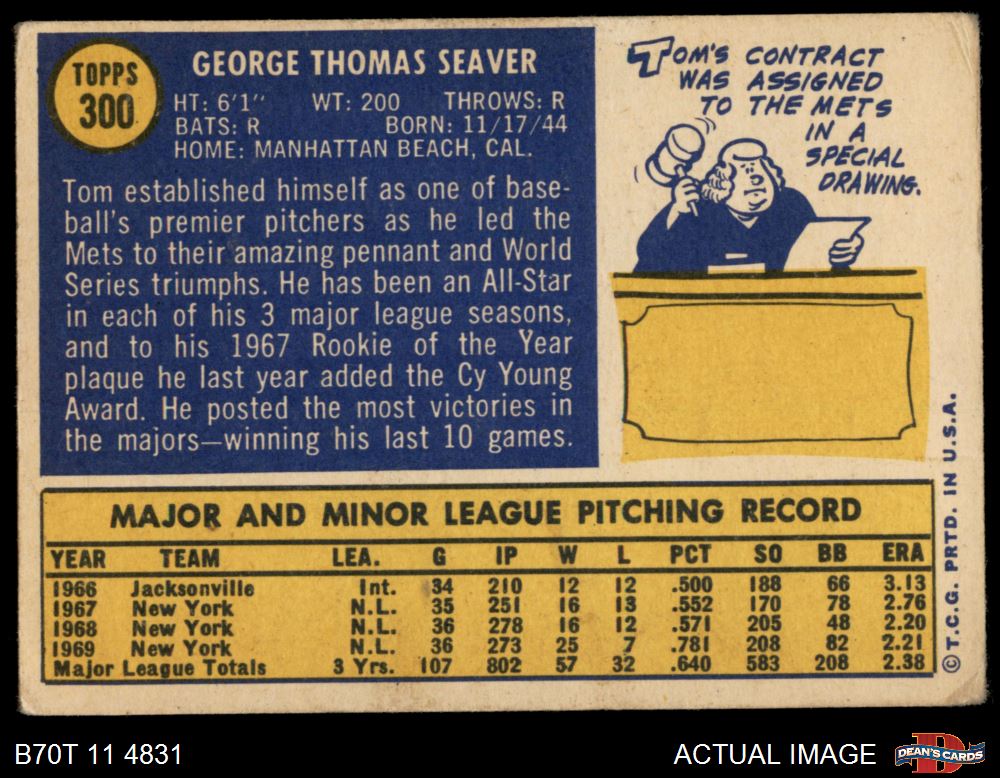 TOPPS
300
GEORGE THOMAS SEAVER
HT: 6'1" WT: 200 THROWS: R
BATS: R BORN: 11/17/44
HOME: MANHATTAN BEACH, CAL.
Tom established himself as one of base-
ball's premier pitchers as he led the
Mets to their amazing pennant and World
Series triumphs. He has been an All-Star
in each of his 3 major league seasons,
and to his 1967 Rookie of the Year
plaque he last year added the Cy Young
Award. He posted the most victories in
the majors—winning his last 10 games.
TOM'S CONTRACT
WAS ASSIGNED
TO THE METS
IN A
SPECIAL
DRAWING.
MAJOR AND MINOR LEAGUE PITCHING RECORD
YEAR TEAM LEA. G IP W L PCT SO BB ERA
1966 Jacksonville Int. 34 210 12 12 .500 188 66 3.13
1967 New York N.L. 35 251 16 13 .552 170 78 2.76
1968 New York N.L. 36 278 16 12 .571 205 48 2.20
1969 New York N.L. 36 273 25 7 .781 208 82 2.21
Major League Totals 3 Yrs. 107 802 57 32 .640 583 208 2.38
© T.C.G. PRTD. IN U.S.A.
B70T 11 4831
ACTUAL IMAGE
DEAN'S CARDS